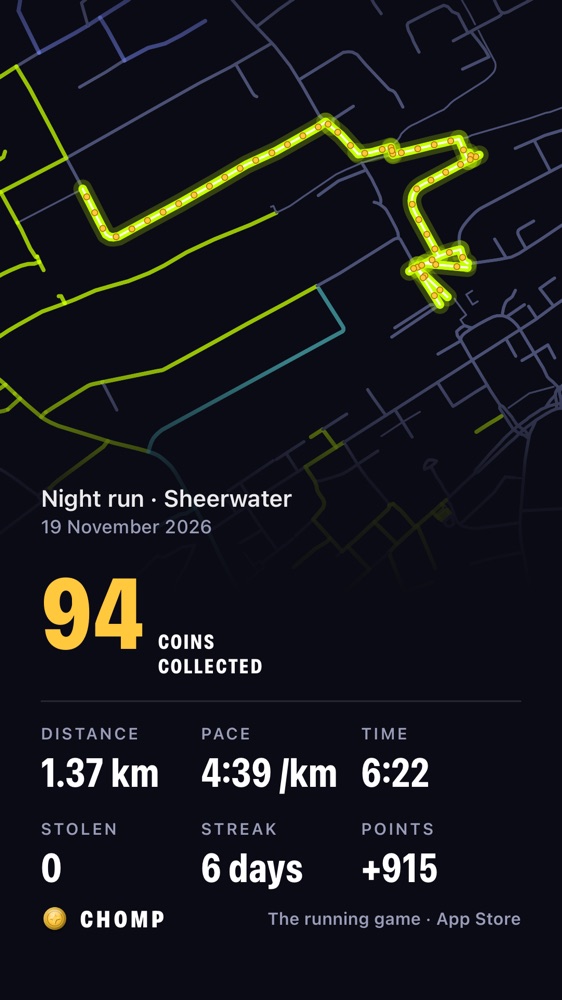 Night run · Sheerwater
19 November 2026
94 COINS
COLLECTED
DISTANCE PACE TIME
1.37 km 4:39 /km 6:22
STOLEN STREAK POINTS
0 6 days +915
CHOMP The running game · App Store